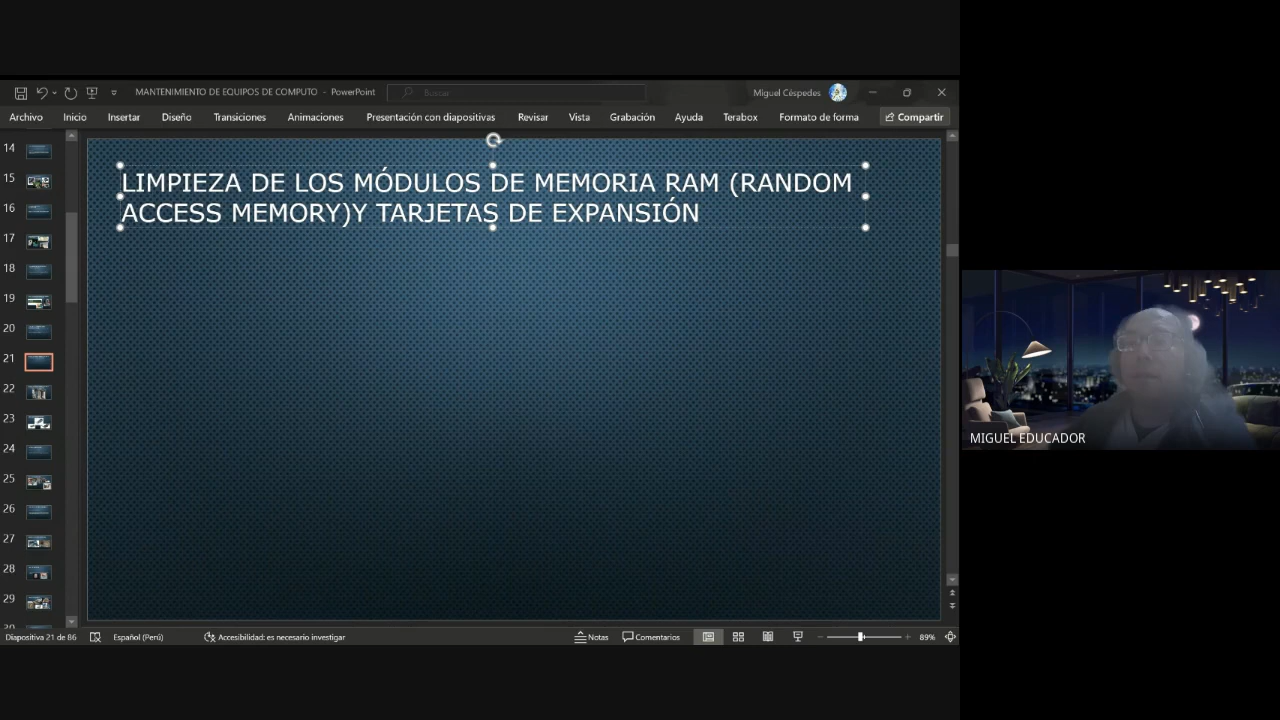 MANTENIMIENTO DE EQUIPOS DE COMPUTO - PowerPoint
Buscar
Miguel Céspedes
Archivo Inicio Insertar Diseño Transiciones Animaciones Presentación con diapositivas Revisar Vista Grabación Ayuda Terabox Formato de forma Compartir
14
15
16
17
18
19
20
21
22
23
24
25
26
27
28
29
LIMPIEZA DE LOS MÓDULOS DE MEMORIA RAM (RANDOM
ACCESS MEMORY)Y TARJETAS DE EXPANSIÓN
MIGUEL EDUCADOR
Diapositiva 21 de 86 Español (Perú) Accesibilidad: es necesario investigar Notas Comentarios 89%